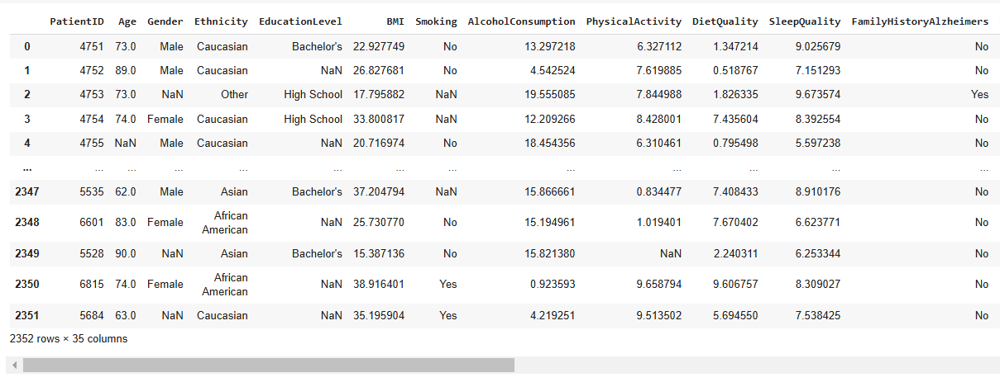 PatientID Age Gender Ethnicity EducationLevel BMI Smoking AlcoholConsumption PhysicalActivity DietQuality SleepQuality FamilyHistoryAlzheimers
0 4751 73.0 Male Caucasian Bachelor's 22.927749 No 13.297218 6.327112 1.347214 9.025679 No
1 4752 89.0 Male Caucasian NaN 26.827681 No 4.542524 7.619885 0.518767 7.151293 No
2 4753 73.0 NaN Other High School 17.795882 NaN 19.555085 7.844988 1.826335 9.673574 Yes
3 4754 74.0 Female Caucasian High School 33.800817 NaN 12.209266 8.428001 7.435604 8.392554 No
4 4755 NaN Male Caucasian NaN 20.716974 No 18.454356 6.310461 0.795498 5.597238 No
... ... ... ... ... ... ... ... ... ... ... ... ...
2347 5535 62.0 Male Asian Bachelor's 37.204794 NaN 15.866661 0.834477 7.408433 8.910176 No
2348 6601 83.0 Female African American NaN 25.730770 No 15.194961 1.019401 7.670402 6.623771 No
2349 5528 90.0 NaN Asian Bachelor's 15.387136 No 15.821380 NaN 2.240311 6.253344 No
2350 6815 74.0 Female African American NaN 38.916401 Yes 0.923593 9.658794 9.606757 8.309027 No
2351 5684 63.0 NaN Caucasian NaN 35.195904 Yes 4.219251 9.513502 5.694550 7.538425 No
2352 rows × 35 columns